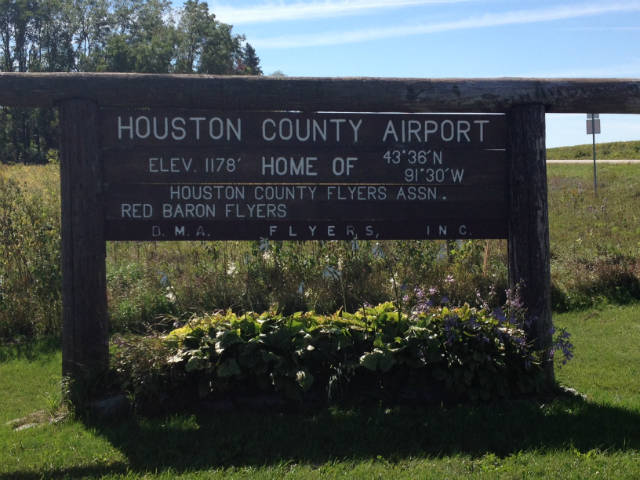 HOUSTON COUNTY AIRPORT
ELEV. 1178' HOME OF 43°36'N 91°30'W
HOUSTON COUNTY FLYERS ASSN.
RED BARON FLYERS
D.M.A. FLYERS, INC.